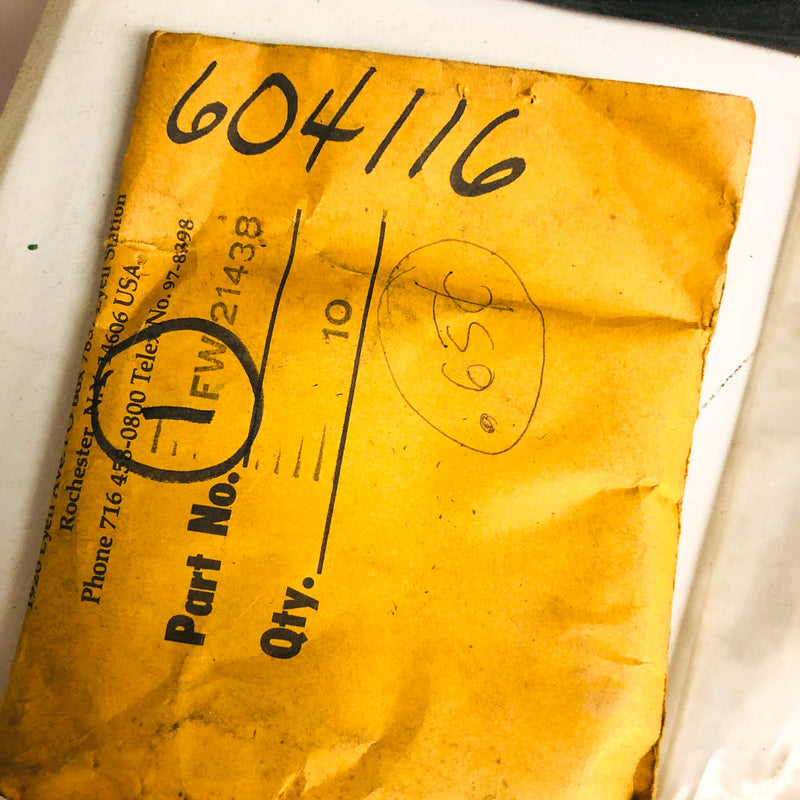 604116
Rochester, N.Y. 14606 USA.
Phone 716 458-0800 Telex No. 97-8398
1
Part No. FW 21438
Qty. 10
.65¢